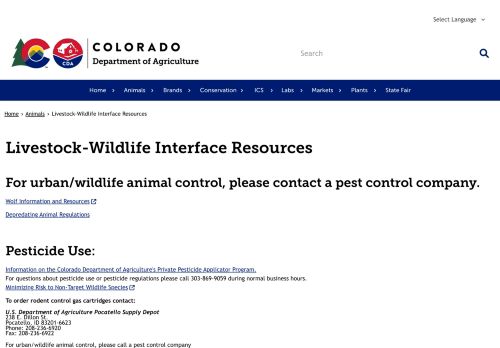 Select Language
COLORADO
Department of Agriculture
CDA
Search
Home > Animals > Brands > Conservation > ICS > Labs > Markets > Plants > State Fair
Home › Animals › Livestock-Wildlife Interface Resources
Livestock-Wildlife Interface Resources
For urban/wildlife animal control, please contact a pest control company.
Wolf Information and Resources
Depredating Animal Regulations
Pesticide Use:
Information on the Colorado Department of Agriculture's Private Pesticide Applicator Program.
For questions about pesticide use or pesticide regulations please call 303-869-9059 during normal business hours.
Minimizing Risk to Non-Target Wildlife Species
To order rodent control gas cartridges contact:
U.S. Department of Agriculture Pocatello Supply Depot
238 E. Dillon St.
Pocatello, ID 83201-6623
Phone: 208-236-6920
Fax: 208-236-6922
For urban/wildlife animal control, please call a pest control company